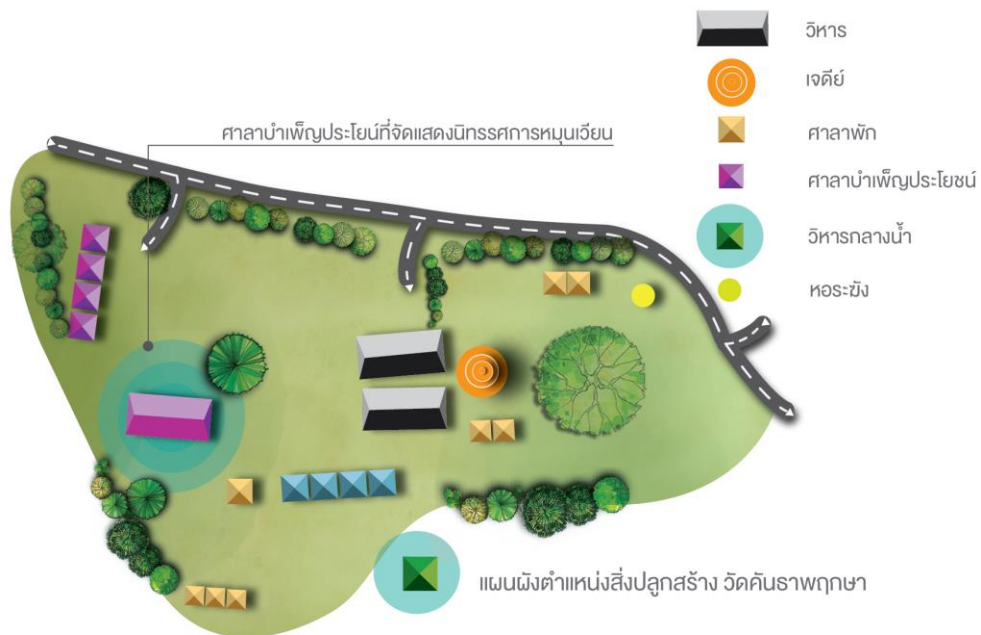 วิหาร
เจดีย์
ศาลาบำเพ็ญประโยน์ที่จัดแสดงนิทรรศการหมุนเวียน
ศาลาพัก
ศาลาบำเพ็ญประโยชน์
วิหารกลางน้ำ
หอระฆัง
แผนผังตำแหน่งสิ่งปลูกสร้าง วัดคันธาพฤกษา